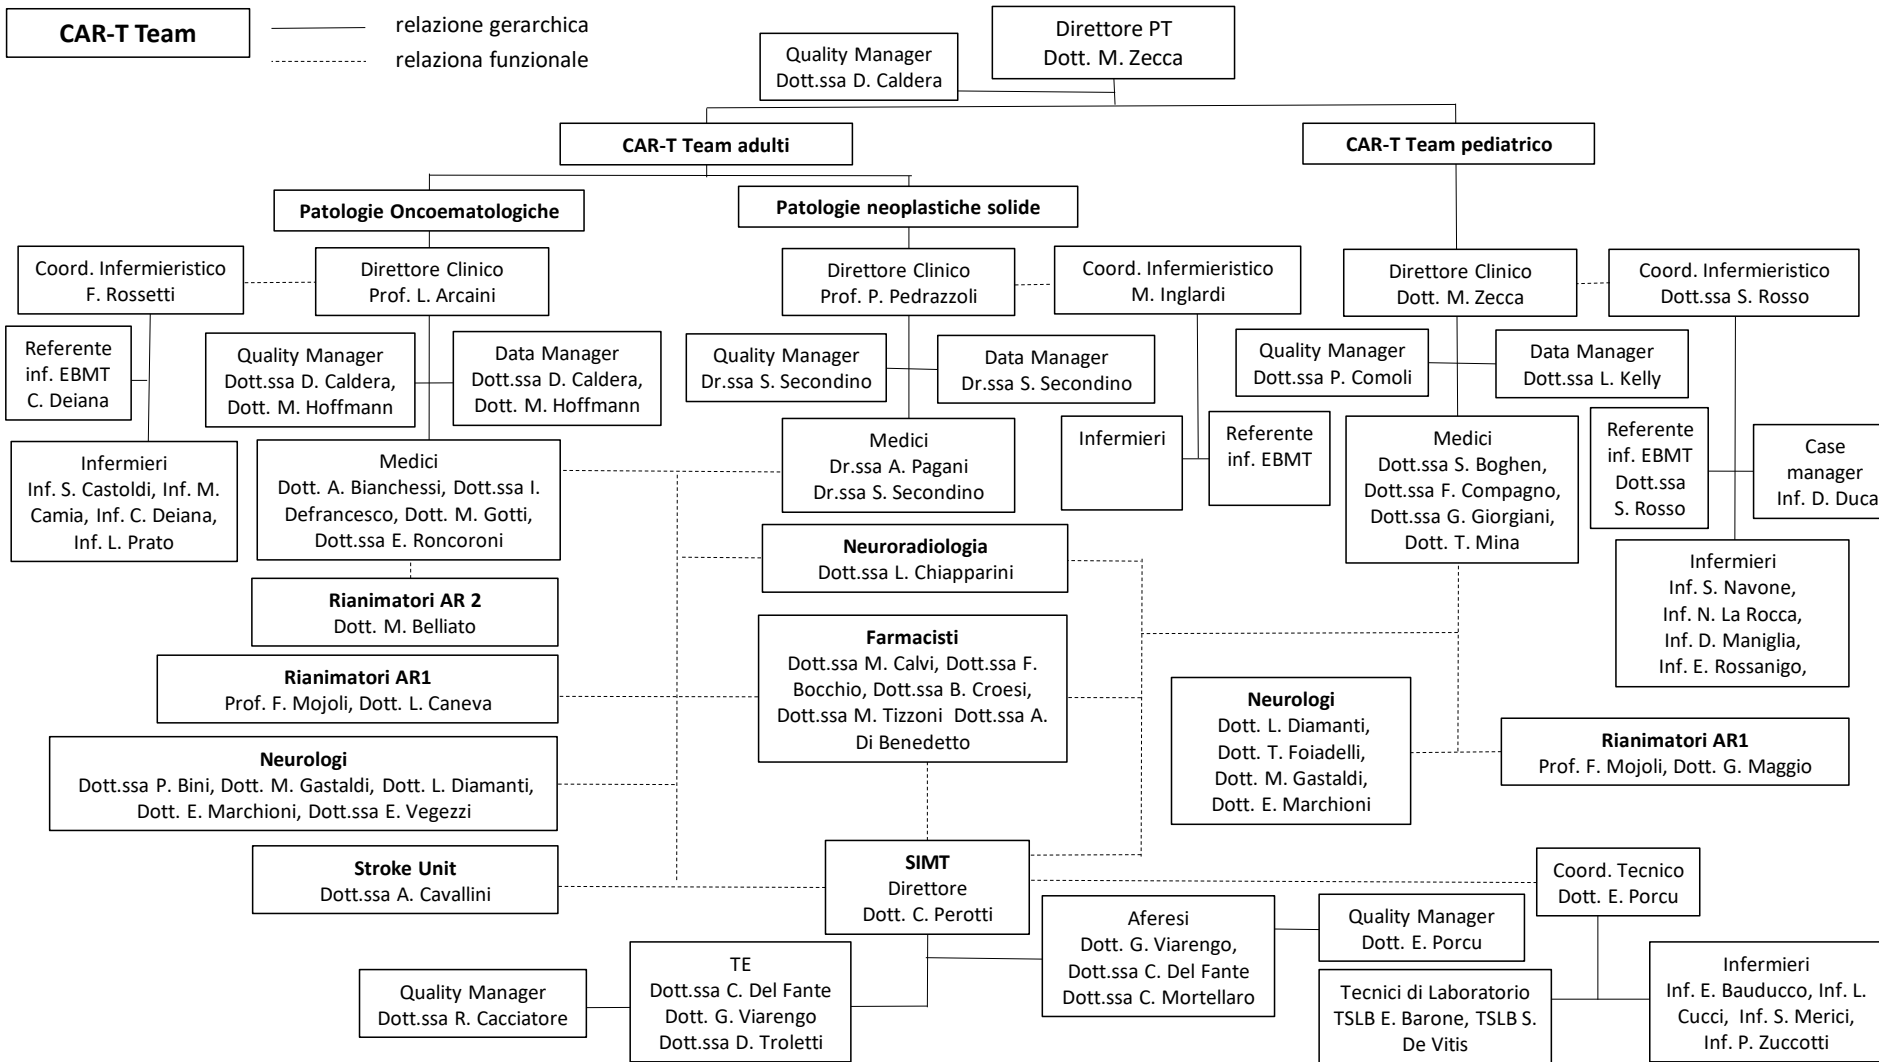 CAR-T Team
relazione gerarchica
relaziona funzionale
Direttore PT
Dott. M. Zecca
Quality Manager
Dott.ssa D. Caldera
CAR-T Team adulti
CAR-T Team pediatrico
Patologie Oncoematologiche
Patologie neoplastiche solide
Coord. Infermieristico
F. Rossetti
Direttore Clinico
Prof. L. Arcaini
Direttore Clinico
Prof. P. Pedrazzoli
Coord. Infermieristico
M. Inglardi
Direttore Clinico
Dott. M. Zecca
Coord. Infermieristico
Dott.ssa S. Rosso
Referente
inf. EBMT
C. Deiana
Quality Manager
Dott.ssa D. Caldera,
Dott. M. Hoffmann
Data Manager
Dott.ssa D. Caldera,
Dott. M. Hoffmann
Quality Manager
Dr.ssa S. Secondino
Data Manager
Dr.ssa S. Secondino
Quality Manager
Dott.ssa P. Comoli
Data Manager
Dott.ssa L. Kelly
Infermieri
Inf. S. Castoldi, Inf. M.
Camia, Inf. C. Deiana,
Inf. L. Prato
Medici
Dott. A. Bianchessi, Dott.ssa I.
Defrancesco, Dott. M. Gotti,
Dott.ssa E. Roncoroni
Medici
Dr.ssa A. Pagani
Dr.ssa S. Secondino
Infermieri
Referente
inf. EBMT
Medici
Dott.ssa S. Boghen,
Dott.ssa F. Compagno,
Dott.ssa G. Giorgiani,
Dott. T. Mina
Referente
inf. EBMT
Dott.ssa
S. Rosso
Case
manager
Inf. D. Duca
Neuroradiologia
Dott.ssa L. Chiapparini
Infermieri
Inf. S. Navone,
Inf. N. La Rocca,
Inf. D. Maniglia,
Inf. E. Rossanigo,
Rianimatori AR 2
Dott. M. Belliato
Farmacisti
Dott.ssa M. Calvi, Dott.ssa F.
Bocchio, Dott.ssa B. Croesi,
Dott.ssa M. Tizzoni  Dott.ssa A.
Di Benedetto
Rianimatori AR1
Prof. F. Mojoli, Dott. L. Caneva
Neurologi
Dott. L. Diamanti,
Dott. T. Foiadelli,
Dott. M. Gastaldi,
Dott. E. Marchioni
Rianimatori AR1
Prof. F. Mojoli, Dott. G. Maggio
Neurologi
Dott.ssa P. Bini, Dott. M. Gastaldi, Dott. L. Diamanti,
Dott. E. Marchioni, Dott.ssa E. Vegezzi
Stroke Unit
Dott.ssa A. Cavallini
SIMT
Direttore
Dott. C. Perotti
Coord. Tecnico
Dott. E. Porcu
Aferesi
Dott. G. Viarengo,
Dott.ssa C. Del Fante
Dott.ssa C. Mortellaro
Quality Manager
Dott. E. Porcu
Quality Manager
Dott.ssa R. Cacciatore
TE
Dott.ssa C. Del Fante
Dott. G. Viarengo
Dott.ssa D. Troletti
Tecnici di Laboratorio
TSLB E. Barone, TSLB S.
De Vitis
Infermieri
Inf. E. Bauducco, Inf. L.
Cucci,  Inf. S. Merici,
Inf. P. Zuccotti